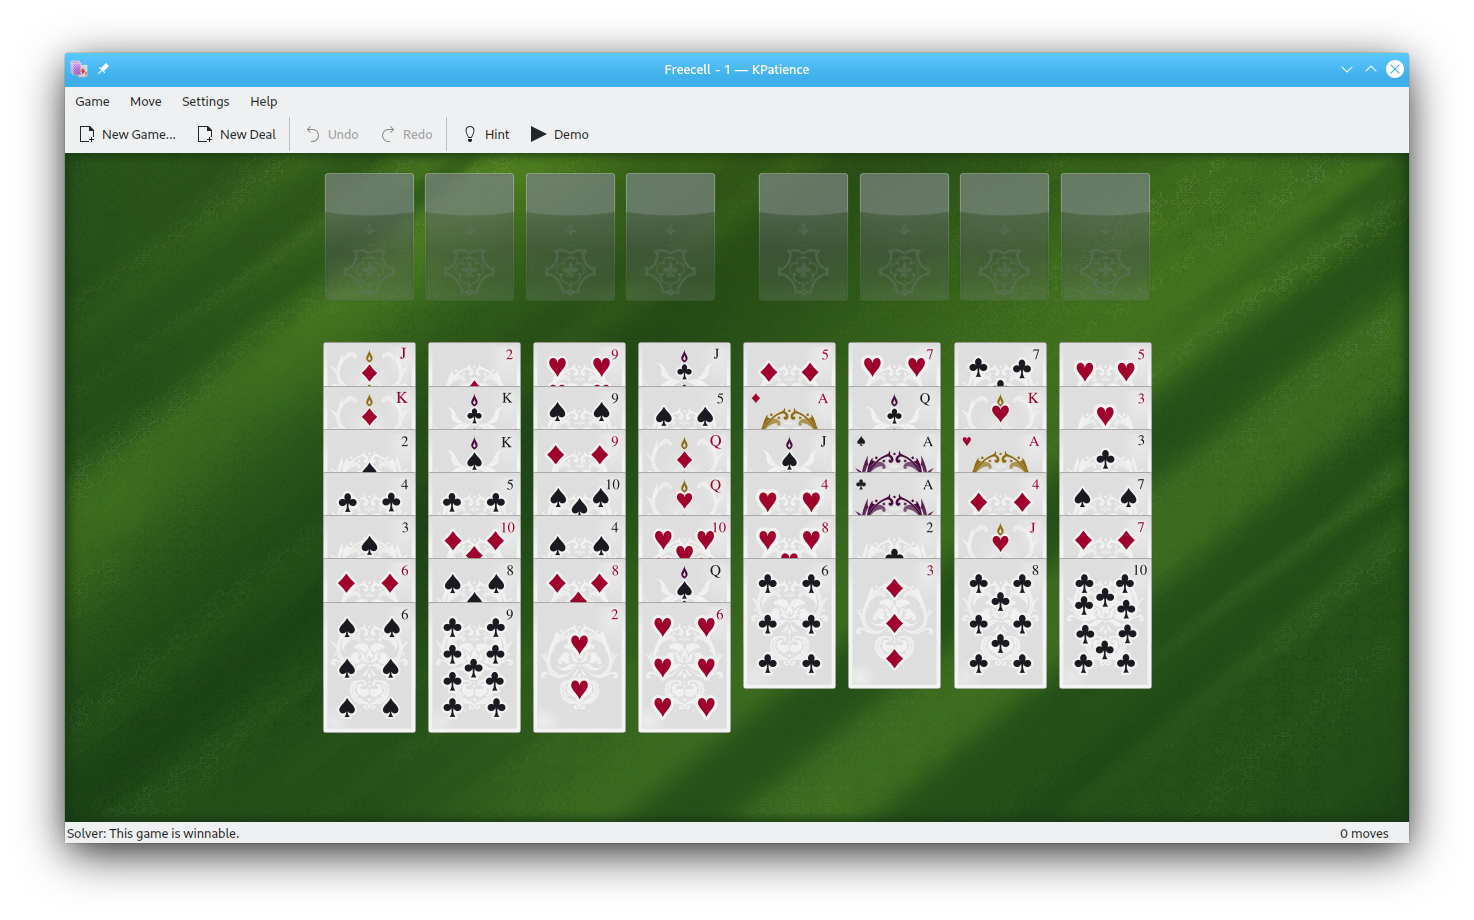 Freecell - 1 — KPatience
Game Move Settings Help
New Game... New Deal Undo Redo Hint Demo
J 2 9 J 5 7 7 5
K K 9 5 A Q K 3
2 K 9 Q J A A 3
4 5 10 Q 4 A 4 7
3 10 4 10 8 2 J 7
6 8 8 Q 6 3 8 10
6 9 2 6
Solver: This game is winnable. 0 moves